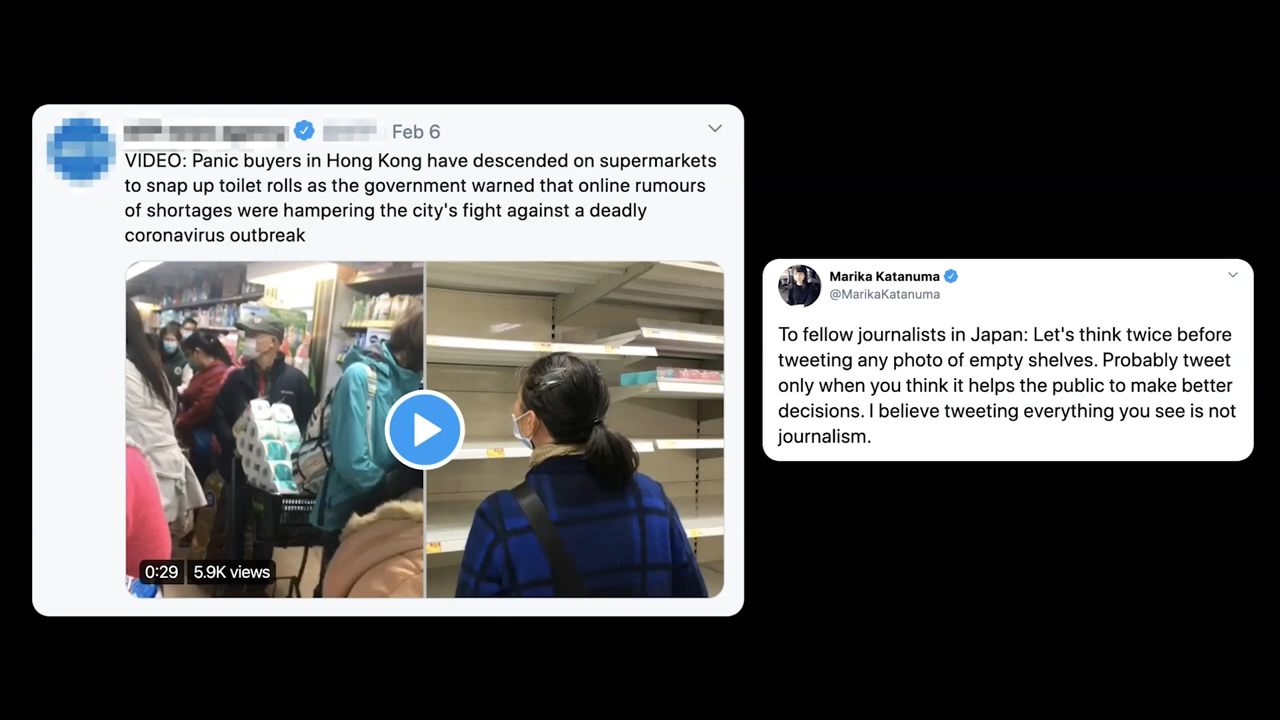 Feb 6
VIDEO: Panic buyers in Hong Kong have descended on supermarkets
to snap up toilet rolls as the government warned that online rumours
of shortages were hampering the city's fight against a deadly
coronavirus outbreak
0:29 5.9K views
Marika Katanuma
@MarikaKatanuma
To fellow journalists in Japan: Let's think twice before
tweeting any photo of empty shelves. Probably tweet
only when you think it helps the public to make better
decisions. I believe tweeting everything you see is not
journalism.